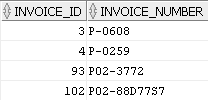 INVOICE_ID INVOICE_NUMBER
3 P-0608
4 P-0259
93 P02-3772
102 P02-88D77S7